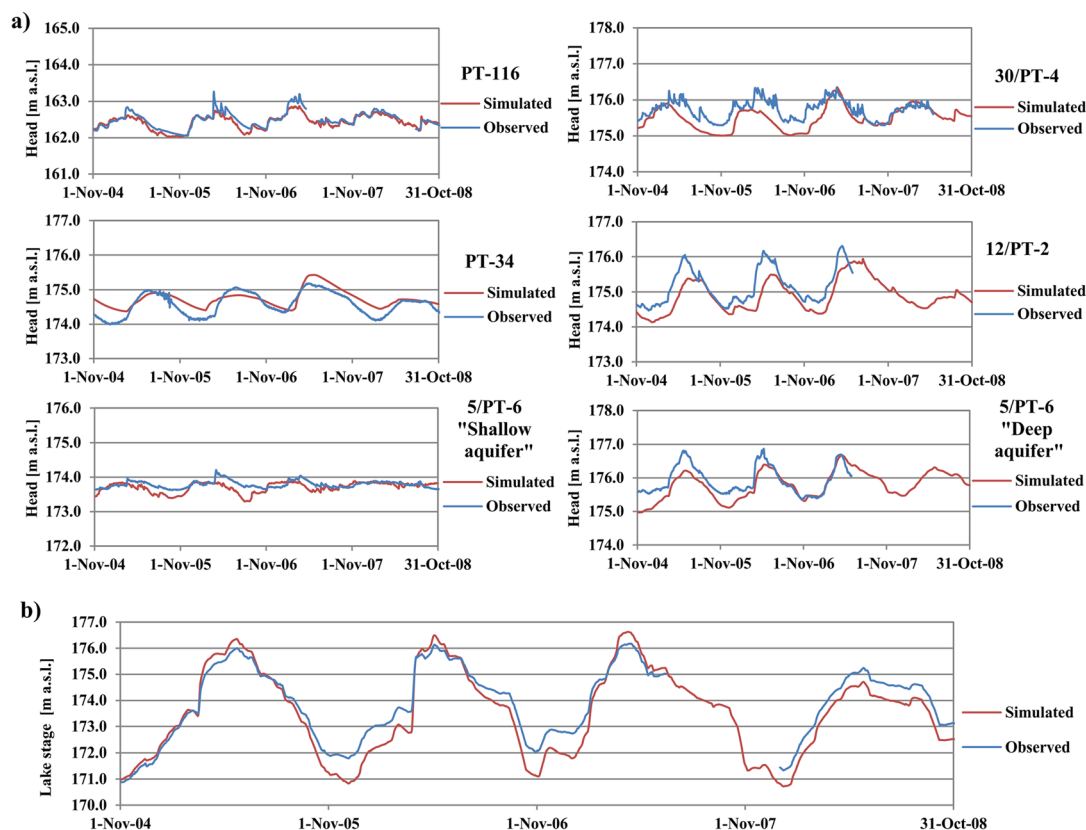 a)
165.0
164.0
163.0
162.0
161.0
Head [m a.s.l.]
1-Nov-04 1-Nov-05 1-Nov-06 1-Nov-07 31-Oct-08
PT-116
Simulated
Observed
178.0
177.0
176.0
175.0
174.0
Head [m a.s.l.]
1-Nov-04 1-Nov-05 1-Nov-06 1-Nov-07 31-Oct-08
30/PT-4
Simulated
Observed
177.0
176.0
175.0
174.0
173.0
Head [m a.s.l.]
1-Nov-04 1-Nov-05 1-Nov-06 1-Nov-07 31-Oct-08
PT-34
Simulated
Observed
177.0
176.0
175.0
174.0
173.0
Head [m a.s.l.]
1-Nov-04 1-Nov-05 1-Nov-06 1-Nov-07 31-Oct-08
12/PT-2
Simulated
Observed
176.0
175.0
174.0
173.0
172.0
Head [m a.s.l.]
1-Nov-04 1-Nov-05 1-Nov-06 1-Nov-07 31-Oct-08
5/PT-6
"Shallow
aquifer"
Simulated
Observed
178.0
177.0
176.0
175.0
174.0
Head [m a.s.l.]
1-Nov-04 1-Nov-05 1-Nov-06 1-Nov-07 31-Oct-08
5/PT-6
"Deep
aquifer"
Simulated
Observed
b)
177.0
176.0
175.0
174.0
173.0
172.0
171.0
170.0
Lake stage [m a.s.l.]
1-Nov-04 1-Nov-05 1-Nov-06 1-Nov-07 31-Oct-08
Simulated
Observed